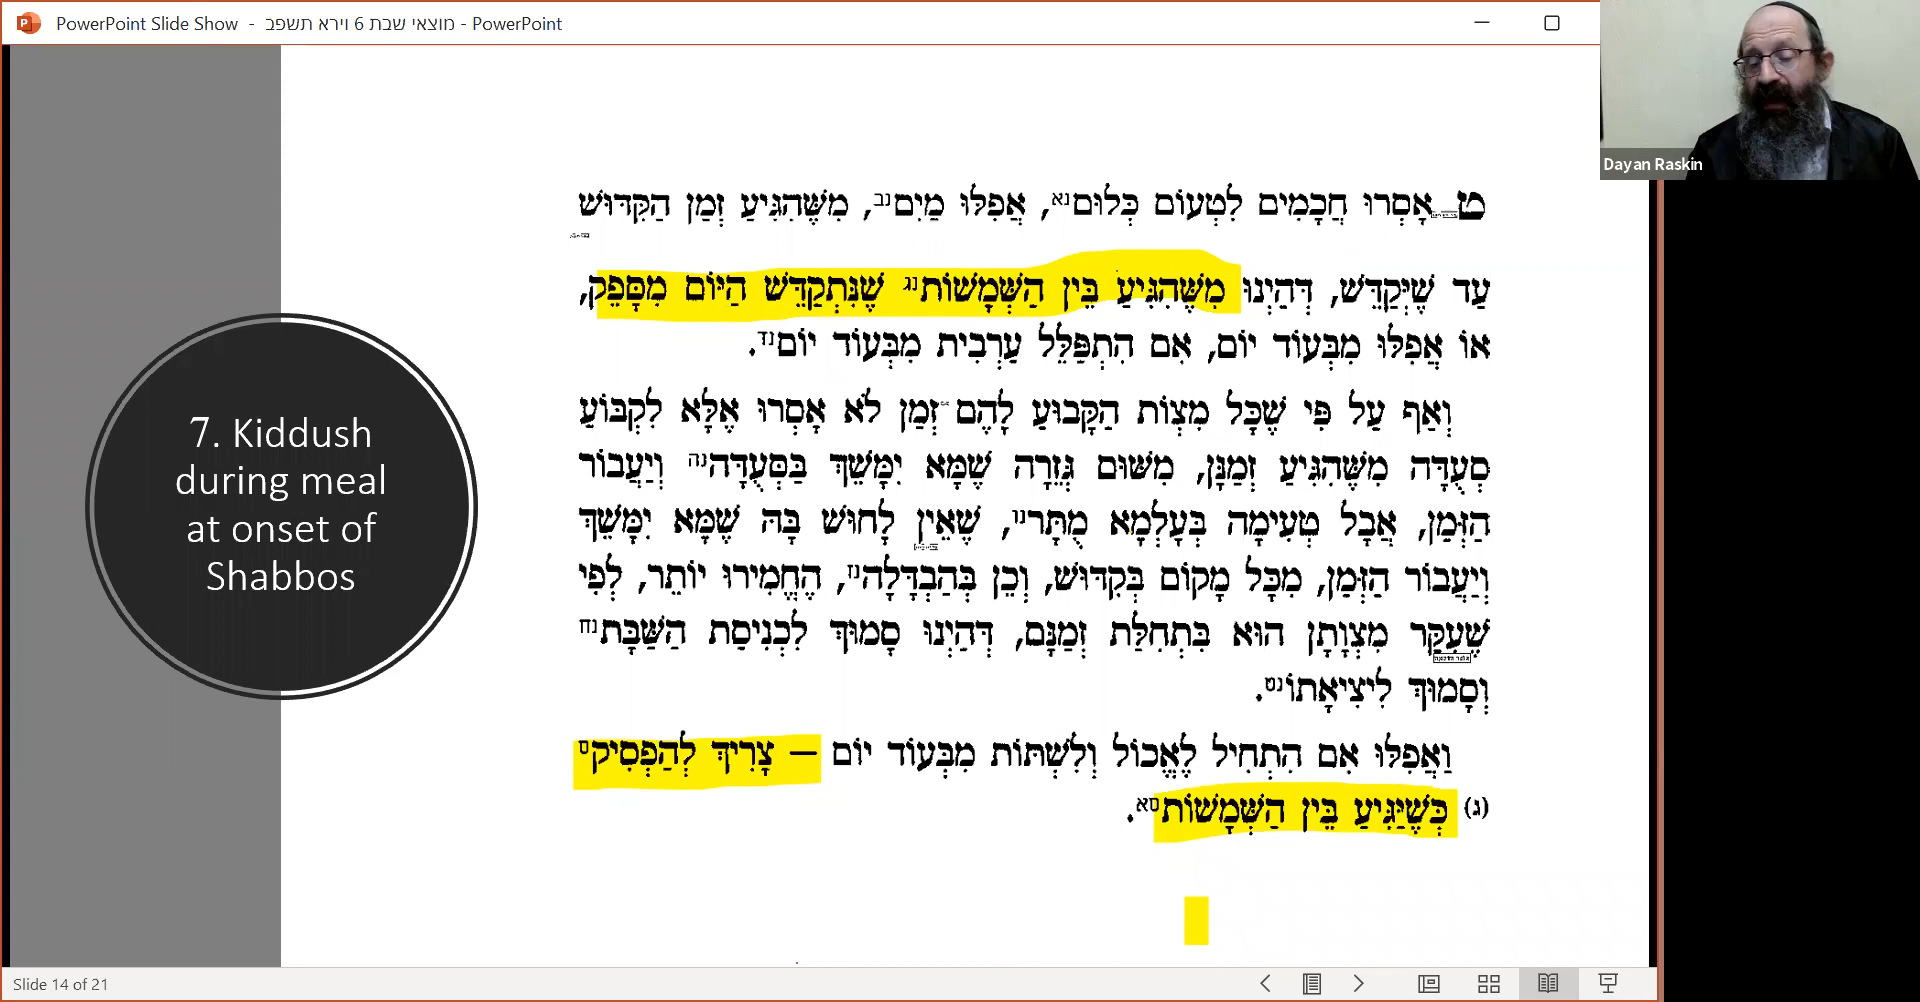 PowerPoint Slide Show - מוצאי שבת 6 וירא תשפב - PowerPoint
Dayan Raskin
7. Kiddush
during meal
at onset of
Shabbos
ט אָסְרוּ חֲכָמִים לִטְעוֹם כְּלוּםנא, אֲפִלּוּ מַיִםנב, מִשֶּׁהִגִּיעַ זְמַן הַקִּדּוּשׁ
עַד שֶׁיְּקַדֵּשׁ, דְּהַיְנוּ מִשֶּׁהִגִּיעַ בֵּין הַשְּׁמָשׁוֹתנג שֶׁנִּתְקַדֵּשׁ הַיּוֹם מִסָּפֵק,
אוֹ אֲפִלּוּ מִבְּעוֹד יוֹם, אִם הִתְפַּלֵּל עַרְבִית מִבְּעוֹד יוֹםנד.
וְאַף עַל פִּי שֶׁכָּל מִצְוֹת הַקָּבוּעַ לָהֶם זְמַן לֹא אָסְרוּ אֶלָּא לִקְבּוֹעַ
סְעֻדָּה מִשֶּׁהִגִּיעַ זְמַנָּן, מִשּׁוּם גְּזֵרָה שֶׁמָּא יִמָּשֵׁךְ בַּסְּעֻדָּהנה וְיַעֲבוֹר
הַזְּמַן, אֲבָל טְעִימָה בְּעָלְמָא מֻתָּרנו, שֶׁאֵין לָחוּשׁ בָּהּ שֶׁמָּא יִמָּשֵׁךְ
וְיַעֲבוֹר הַזְּמַן, מִכָּל מָקוֹם בְּקִדּוּשׁ, וְכֵן בְּהַבְדָּלָהנז, הֶחֱמִירוּ יוֹתֵר, לְפִי
שֶׁעִקַּר מִצְוָתָן הוּא בִּתְחִלַּת זְמַנָּם, דְּהַיְנוּ סָמוּךְ לִכְנִיסַת הַשַּׁבָּתנח
וְסָמוּךְ לִיצִיאָתוֹנט.
וַאֲפִלּוּ אִם הִתְחִיל לֶאֱכוֹל וְלִשְׁתּוֹת מִבְּעוֹד יוֹם — צָרִיךְ לְהַפְסִיקס
(ג) כְּשֶׁיַּגִּיעַ בֵּין הַשְּׁמָשׁוֹתסא.
Slide 14 of 21